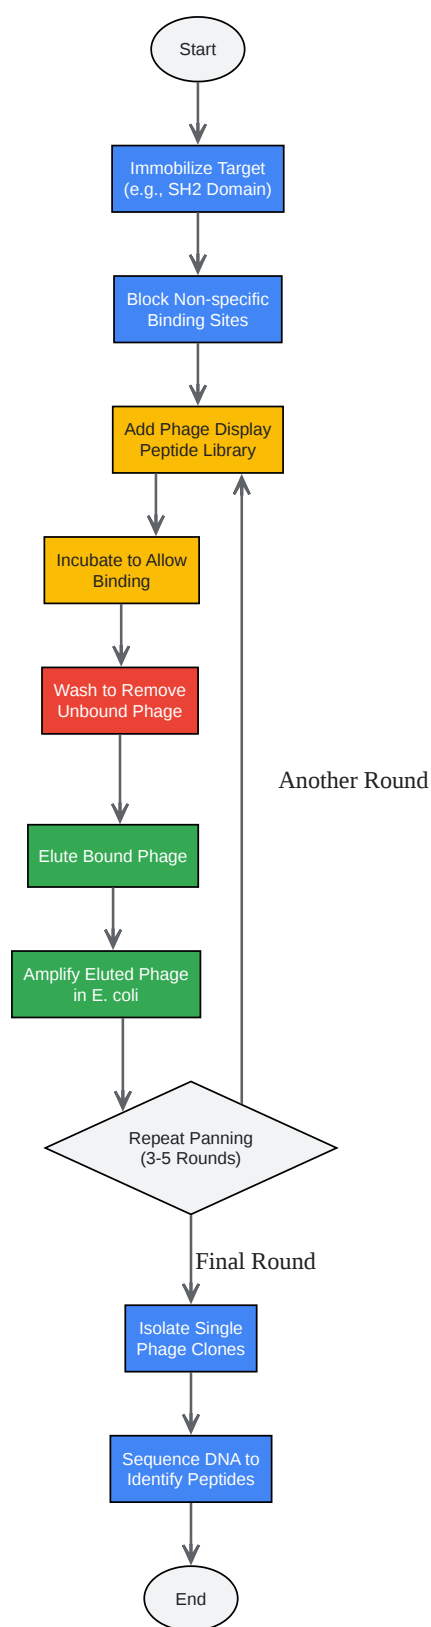 Start
Immobilize Target
(e.g., SH2 Domain)
Block Non-specific
Binding Sites
Add Phage Display
Peptide Library
Incubate to Allow
Binding
Wash to Remove
Unbound Phage
Another Round
Elute Bound Phage
Amplify Eluted Phage
in E. coli
Repeat Panning
(3-5 Rounds)
Final Round
Isolate Single
Phage Clones
Sequence DNA to
Identify Peptides
End